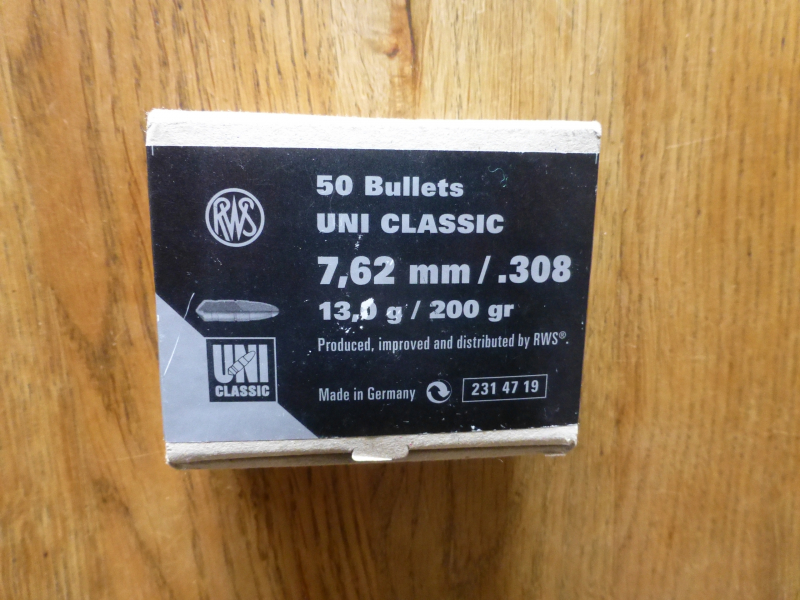 RWS
50 Bullets
UNI CLASSIC
7,62 mm / .308
13,0 g / 200 gr
Produced, improved and distributed by RWS®.
UNI
CLASSIC
Made in Germany
231 47 19